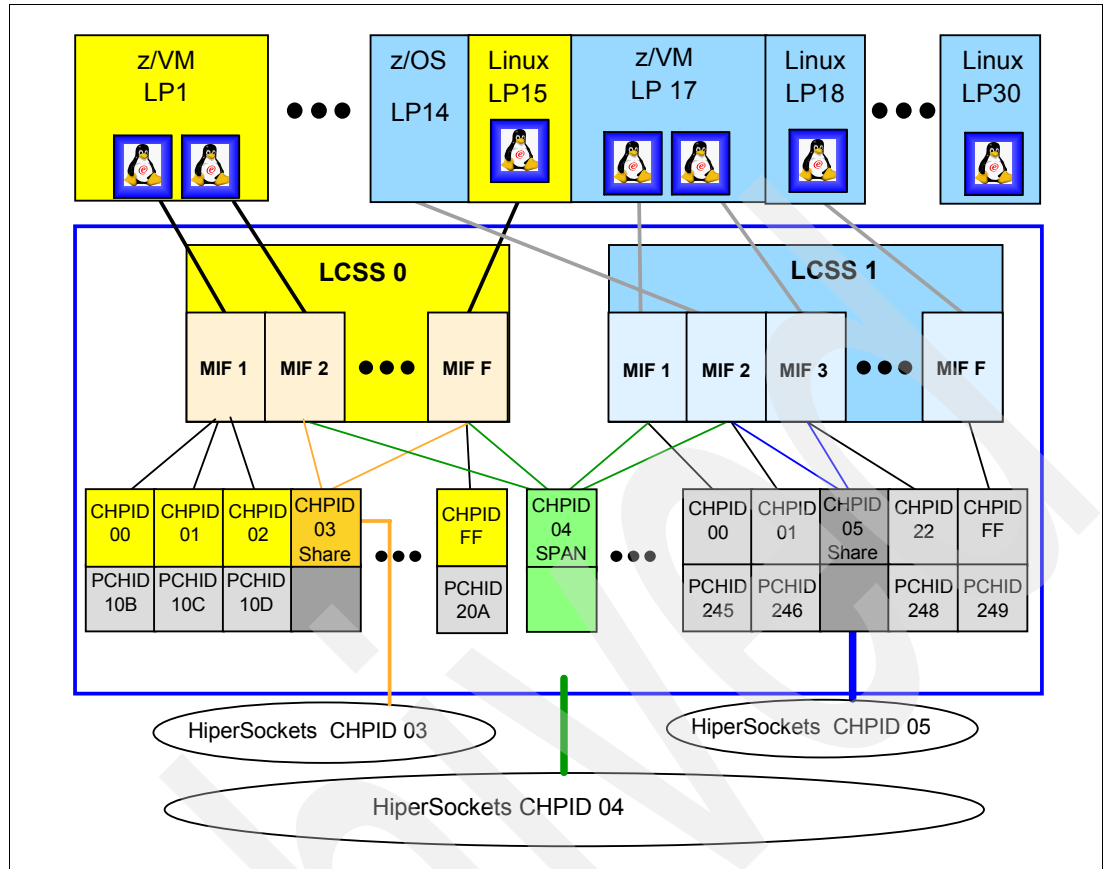 z/VM
LP1
z/OS
LP14
Linux
LP15
z/VM
LP 17
Linux
LP18
Linux
LP30
LCSS 0
LCSS 1
MIF 1
MIF 2
MIF F
MIF 1
MIF 2
MIF 3
MIF F
CHPID
00
CHPID
01
CHPID
02
CHPID
03
Share
CHPID
FF
CHPID
04
SPAN
CHPID
00
CHPID
01
CHPID
05
Share
CHPID
22
CHPID
FF
PCHID
10B
PCHID
10C
PCHID
10D
PCHID
20A
PCHID
245
PCHID
246
PCHID
248
PCHID
249
HiperSockets CHPID 03
HiperSockets CHPID 05
HiperSockets CHPID 04